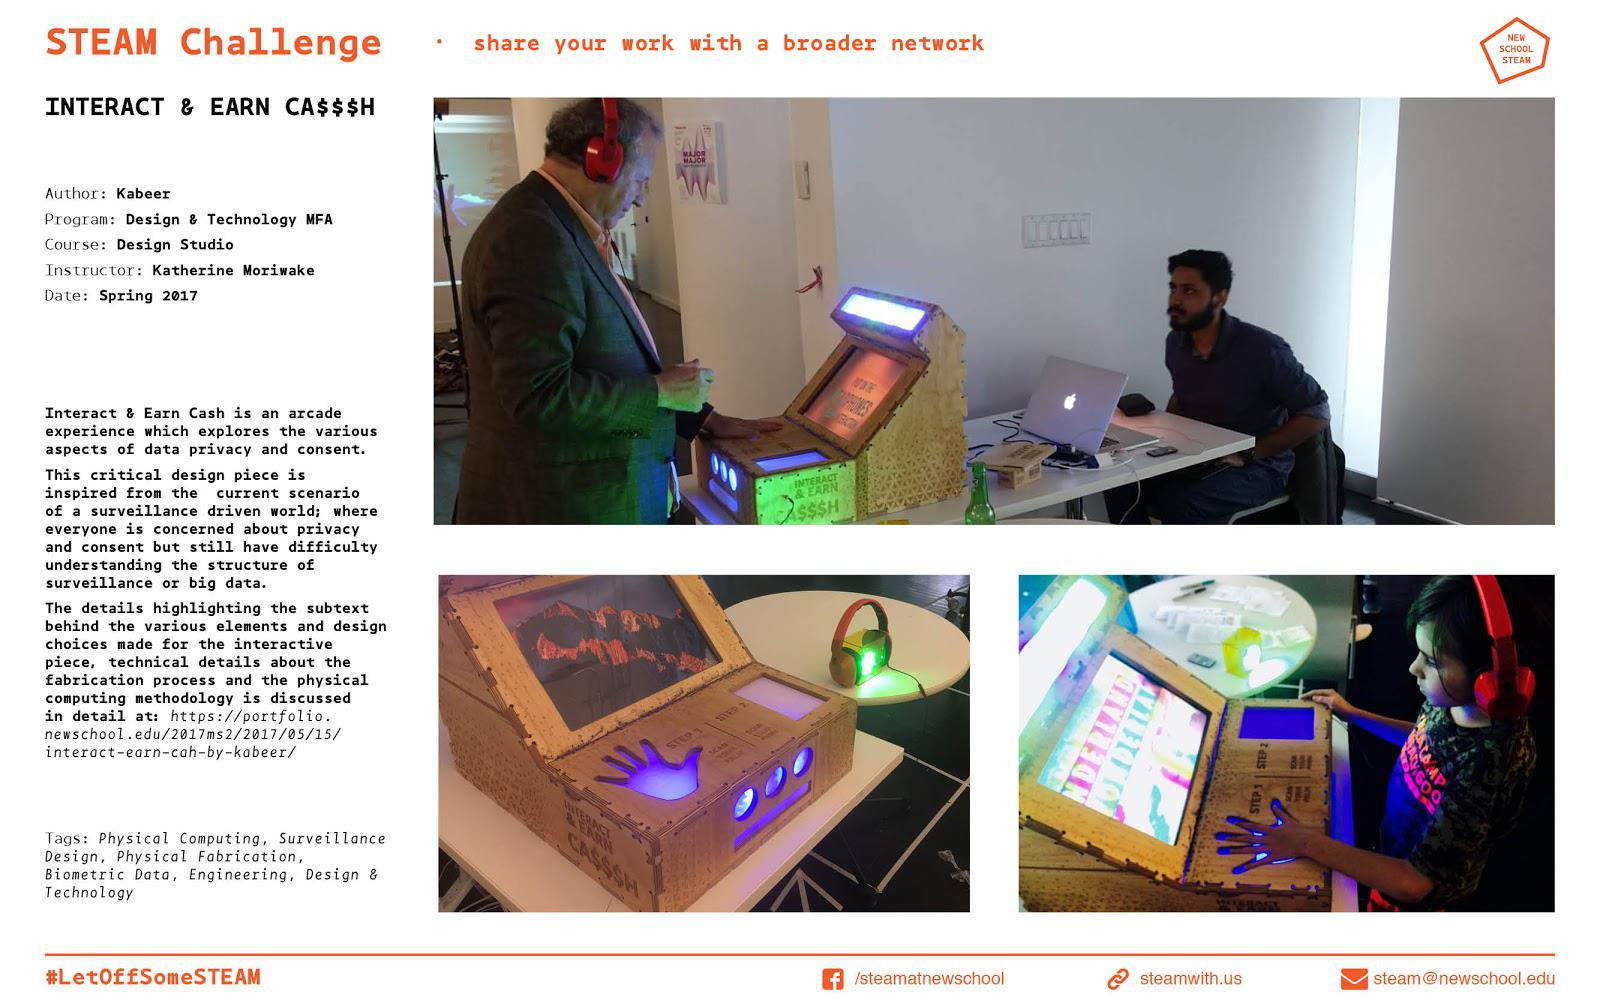 STEAM Challenge
· share your work with a broader network
NEW
SCHOOL
STEAM
INTERACT & EARN CA$$$H
Author: Kabeer
Program: Design & Technology MFA
Course: Design Studio
Instructor: Katherine Moriwake
Date: Spring 2017
Interact & Earn Cash is an arcade
experience which explores the various
aspects of data privacy and consent.
This critical design piece is
inspired from the  current scenario
of a surveillance driven world; where
everyone is concerned about privacy
and consent but still have difficulty
understanding the structure of
surveillance or big data.
The details highlighting the subtext
behind the various elements and design
choices made for the interactive
piece, technical details about the
fabrication process and the physical
computing methodology is discussed
in detail at: https://portfolio.
newschool.edu/2017ms2/2017/05/15/
interact-earn-cah-by-kabeer/
Tags: Physical Computing, Surveillance
Design, Physical Fabrication,
Biometric Data, Engineering, Design &
Technology
MAJOR
MAJOR
INTERACT
& EARN
CA$$$H
STEP 1
SCAN
YOUR
PALM
STEP 2
INTERACT
& EARN
CA$$$H
STEP 1
SCAN
YOUR
PALM
STEP 2
INTERACT
& EARN
#LetOffSomeSTEAM
/steamatnewschool
steamwith.us
steam@newschool.edu